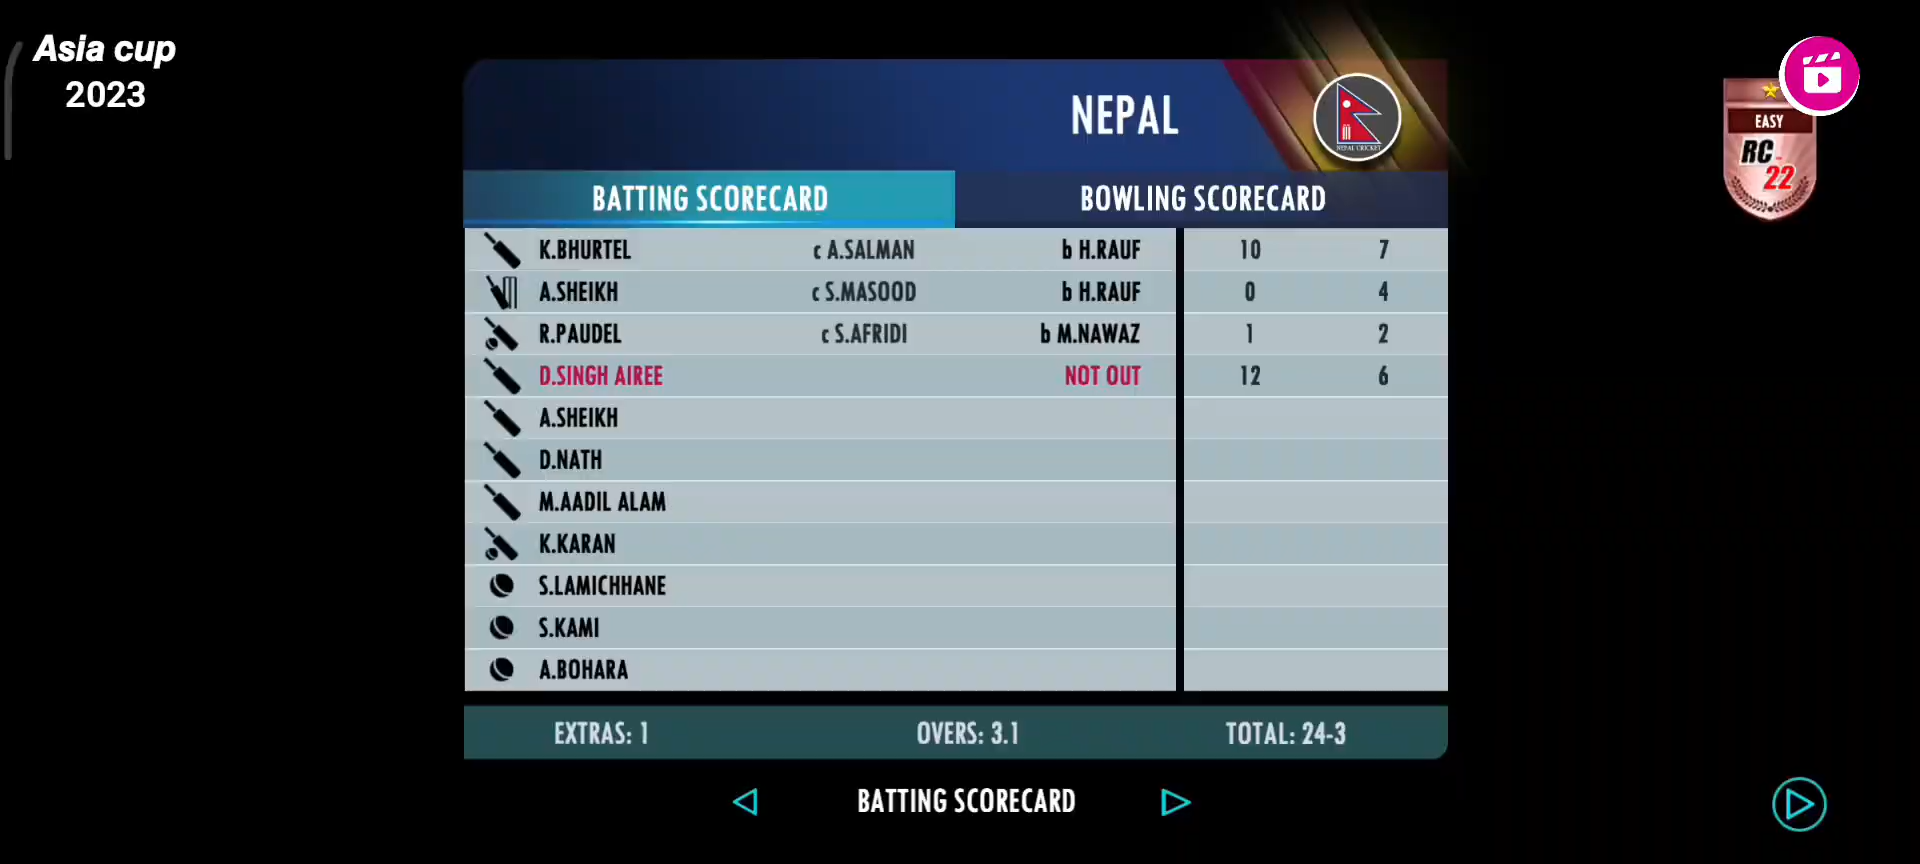 Asia cup
2023
NEPAL
NEPAL CRICKET
EASY
RC
22
BATTING SCORECARD BOWLING SCORECARD
K.BHURTEL c A.SALMAN b H.RAUF 10 7
A.SHEIKH c S.MASOOD b H.RAUF 0 4
R.PAUDEL c S.AFRIDI b M.NAWAZ 1 2
D.SINGH AIREE NOT OUT 12 6
A.SHEIKH
D.NATH
M.AADIL ALAM
K.KARAN
S.LAMICHHANE
S.KAMI
A.BOHARA
EXTRAS: 1 OVERS: 3.1 TOTAL: 24-3
BATTING SCORECARD